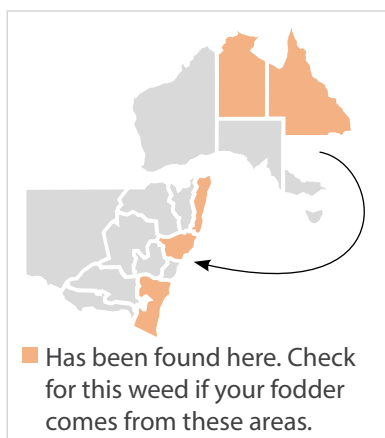 Has been found here. Check
for this weed if your fodder
comes from these areas.